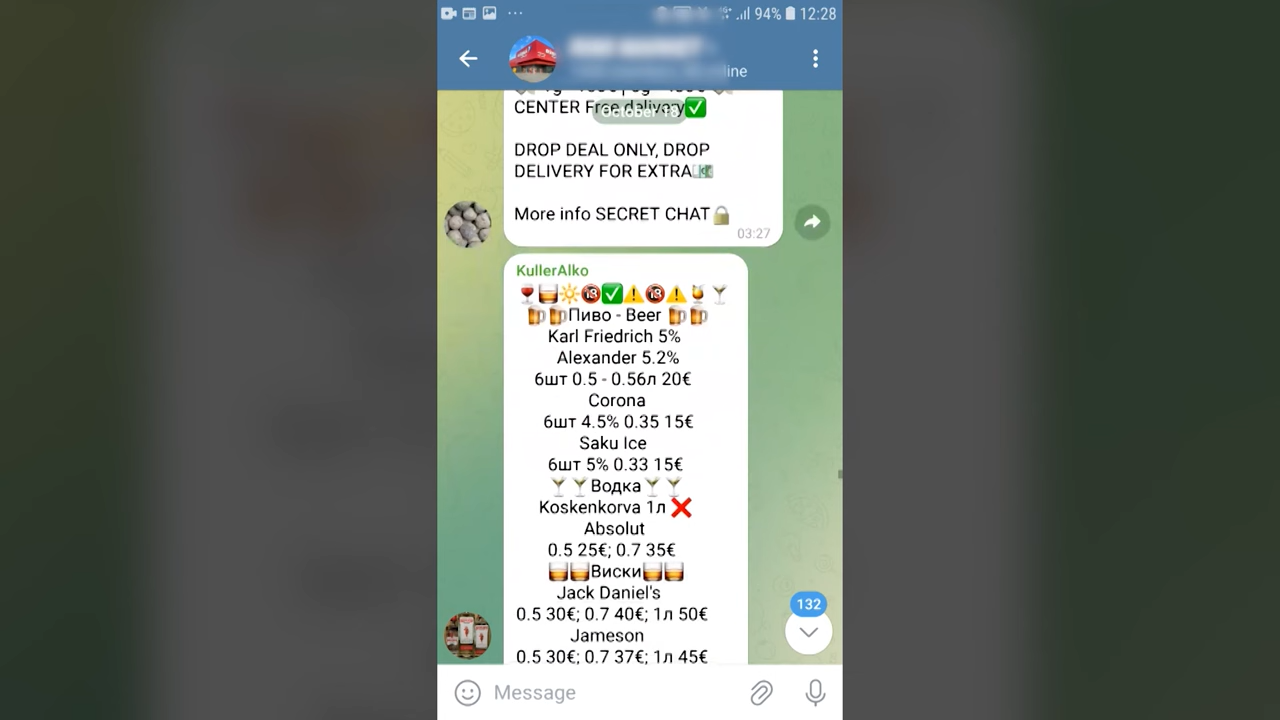 94% 12:28
CENTER Free delivery✅
October 18
DROP DEAL ONLY, DROP
DELIVERY FOR EXTRA💶
More info SECRET CHAT🔒
03:27
KullerAlko
🍷🥃☀️🔞✅⚠️🔞⚠️🍹🍸
🍺🍺Пиво - Beer 🍺🍺
Karl Friedrich 5%
Alexander 5.2%
6шт 0.5 - 0.56л 20€
Corona
6шт 4.5% 0.35 15€
Saku Ice
6шт 5% 0.33 15€
🍸🍸Водка🍸🍸
Koskenkorva 1л ❌
Absolut
0.5 25€; 0.7 35€
🥃🥃Виски🥃🥃
Jack Daniel's
0.5 30€; 0.7 40€; 1л 50€
132
Jameson
0.5 30€; 0.7 37€; 1л 45€
Message